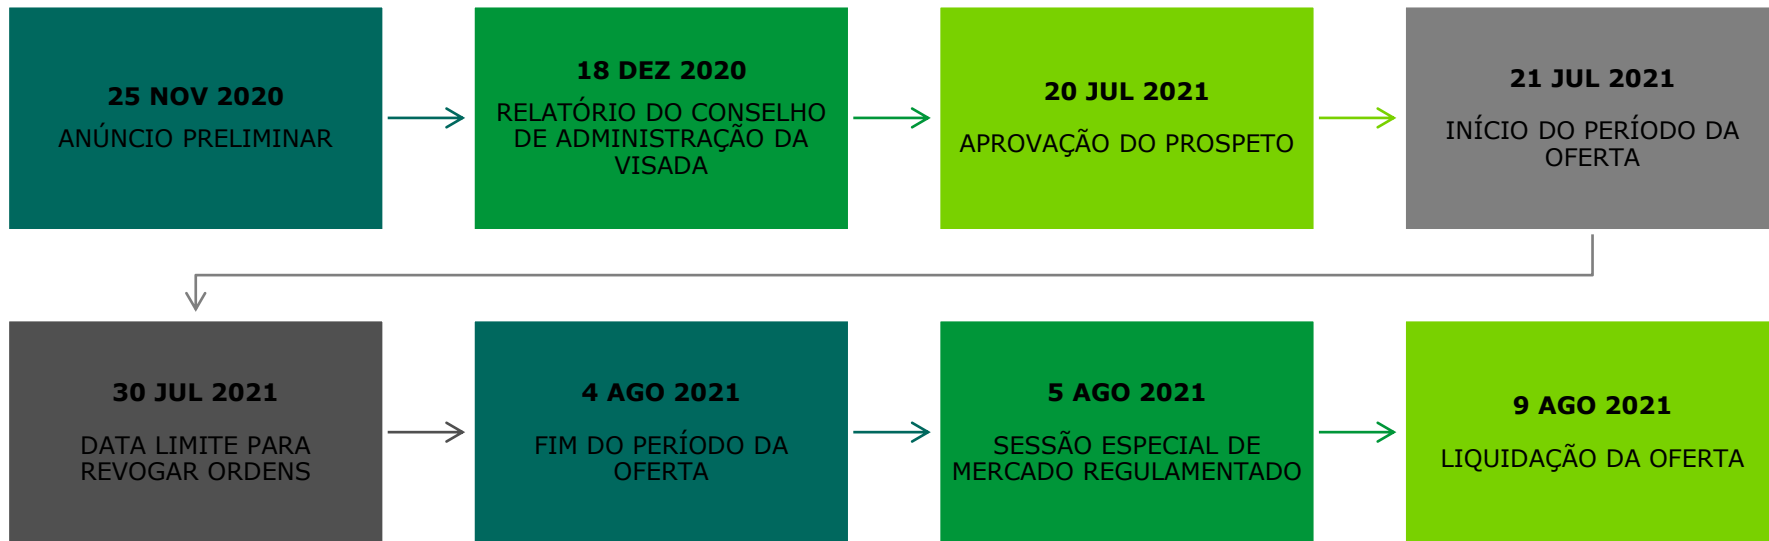 25 NOV 2020
ANÚNCIO PRELIMINAR
18 DEZ 2020
RELATÓRIO DO CONSELHO
DE ADMINISTRAÇÃO DA
VISADA
20 JUL 2021
APROVAÇÃO DO PROSPETO
21 JUL 2021
INÍCIO DO PERÍODO DA
OFERTA
30 JUL 2021
DATA LIMITE PARA
REVOGAR ORDENS
4 AGO 2021
FIM DO PERÍODO DA
OFERTA
5 AGO 2021
SESSÃO ESPECIAL DE
MERCADO REGULAMENTADO
9 AGO 2021
LIQUIDAÇÃO DA OFERTA